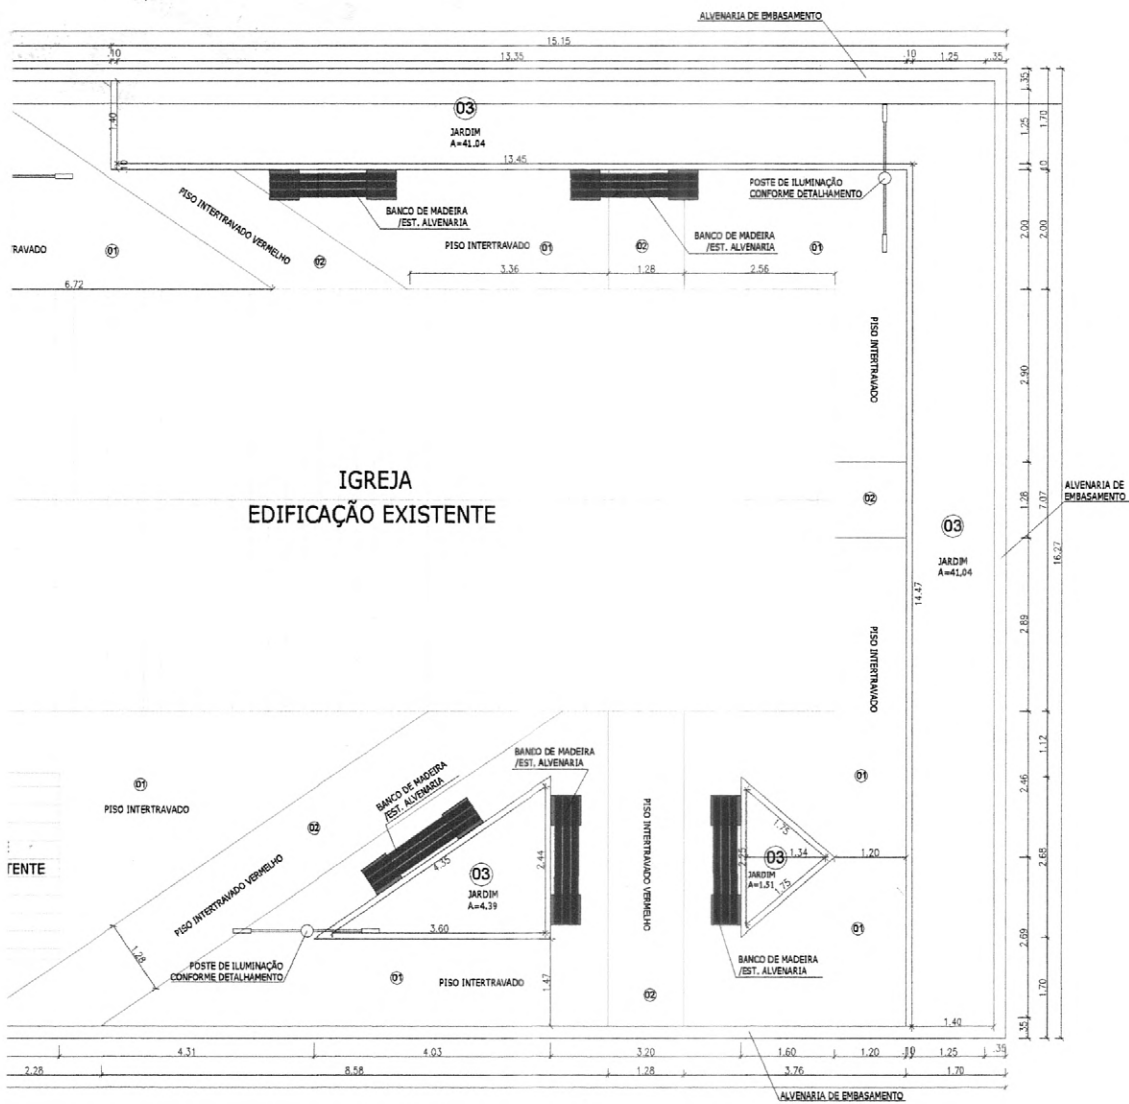 ALVENARIA DE EMBASAMENTO
15.15
.10
13.35
.10
1.25
.35
03
JARDIM
A=41.04
1.40
.10
13.45
POSTE DE ILUMINAÇÃO
CONFORME DETALHAMENTO
1.35
1.25
1.70
.10
PISO INTERTRAVADO VERMELHO
BANCO DE MADEIRA
/EST. ALVENARIA
BANCO DE MADEIRA
/EST. ALVENARIA
TRAVADO
01
02
PISO INTERTRAVADO
01
02
01
2.00
2.00
3.36
1.28
2.56
6.72
PISO INTERTRAVADO
2.90
IGREJA
EDIFICAÇÃO EXISTENTE
02
03
JARDIM
A=41,04
1.28
7.07
ALVENARIA DE
EMBASAMENTO
16.27
14.47
2.89
PISO INTERTRAVADO
BANCO DE MADEIRA
/EST. ALVENARIA
BANCO DE MADEIRA
/EST. ALVENARIA
1.12
2.46
01
PISO INTERTRAVADO
01
02
PISO INTERTRAVADO VERMELHO
PISO INTERTRAVADO VERMELHO
4.35
2.44
03
JARDIM
A=4.39
3.60
1.75
2.25
1.34
03
JARDIM
A=1.51
1.75
1.20
2.68
TENTE
1.28
POSTE DE ILUMINAÇÃO
CONFORME DETALHAMENTO
01
PISO INTERTRAVADO
1.47
02
01
BANCO DE MADEIRA
/EST. ALVENARIA
2.69
1.70
.35
1.40
4.31
4.03
3.20
1.60
1.20
.10
1.25
.35
2.28
8.58
1.28
3.76
1.70
ALVENARIA DE EMBASAMENTO